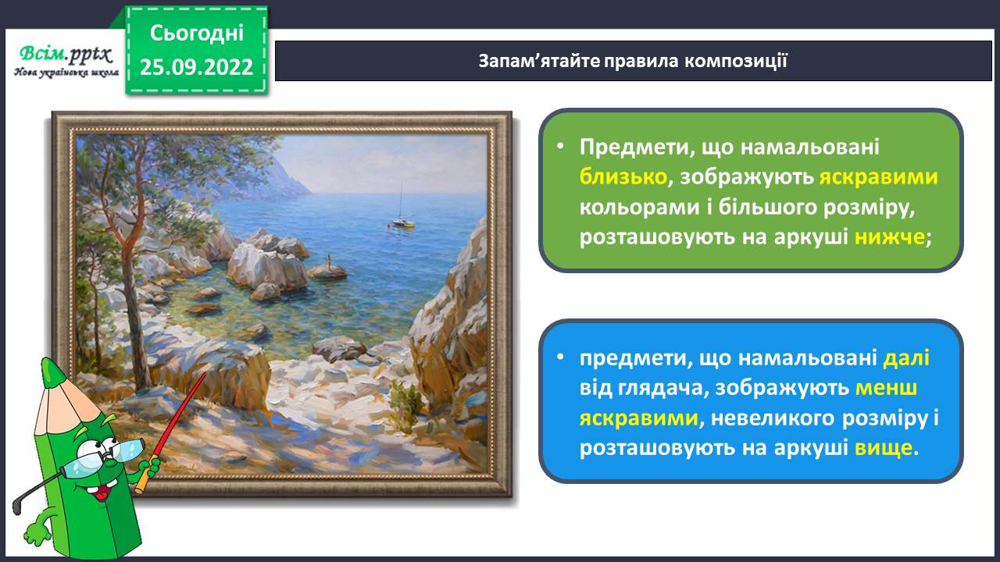 Всім.pptx
Нова українська школа
Сьогодні
25.09.2022
Запам’ятайте правила композиції
• Предмети, що намальовані
близько, зображують яскравими
кольорами і більшого розміру,
розташовують на аркуші нижче;
• предмети, що намальовані далі
від глядача, зображують менш
яскравими, невеликого розміру і
розташовують на аркуші вище.